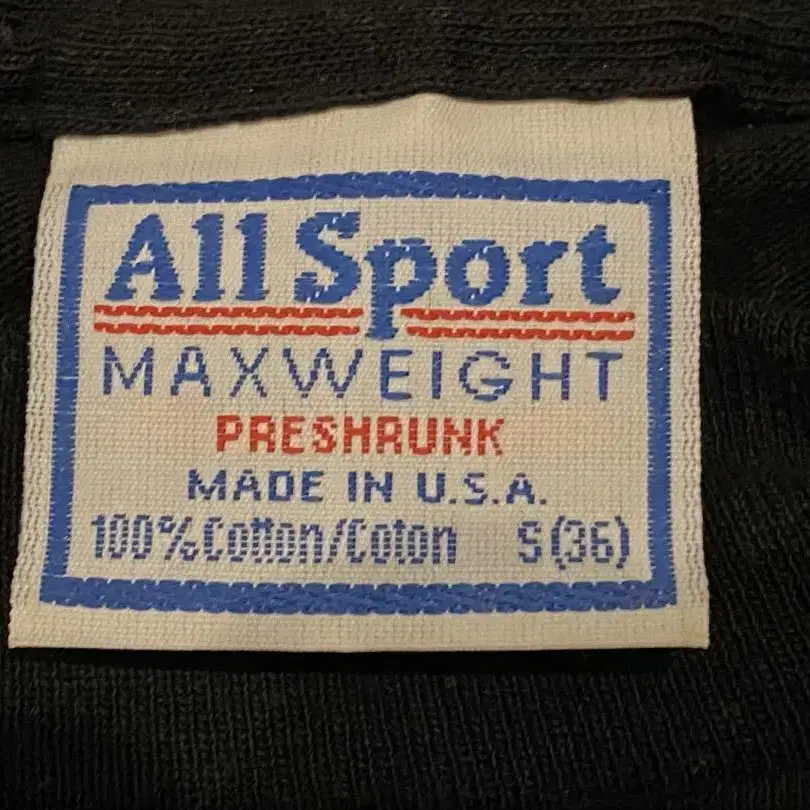 All Sport
MAXWEIGHT
PRESHRUNK
MADE IN U.S.A.
100% Cotton/Coton S(36)